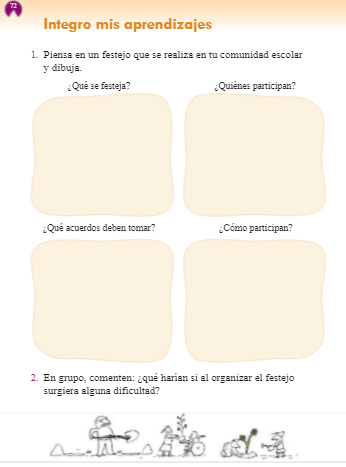 72
Integro mis aprendizajes
1. Piensa en un festejo que se realiza en tu comunidad escolar
y dibuja.
¿Qué se festeja? ¿Quiénes participan?
¿Qué acuerdos deben tomar? ¿Cómo participan?
2. En grupo, comenten: ¿qué harían si al organizar el festejo
surgiera alguna dificultad?